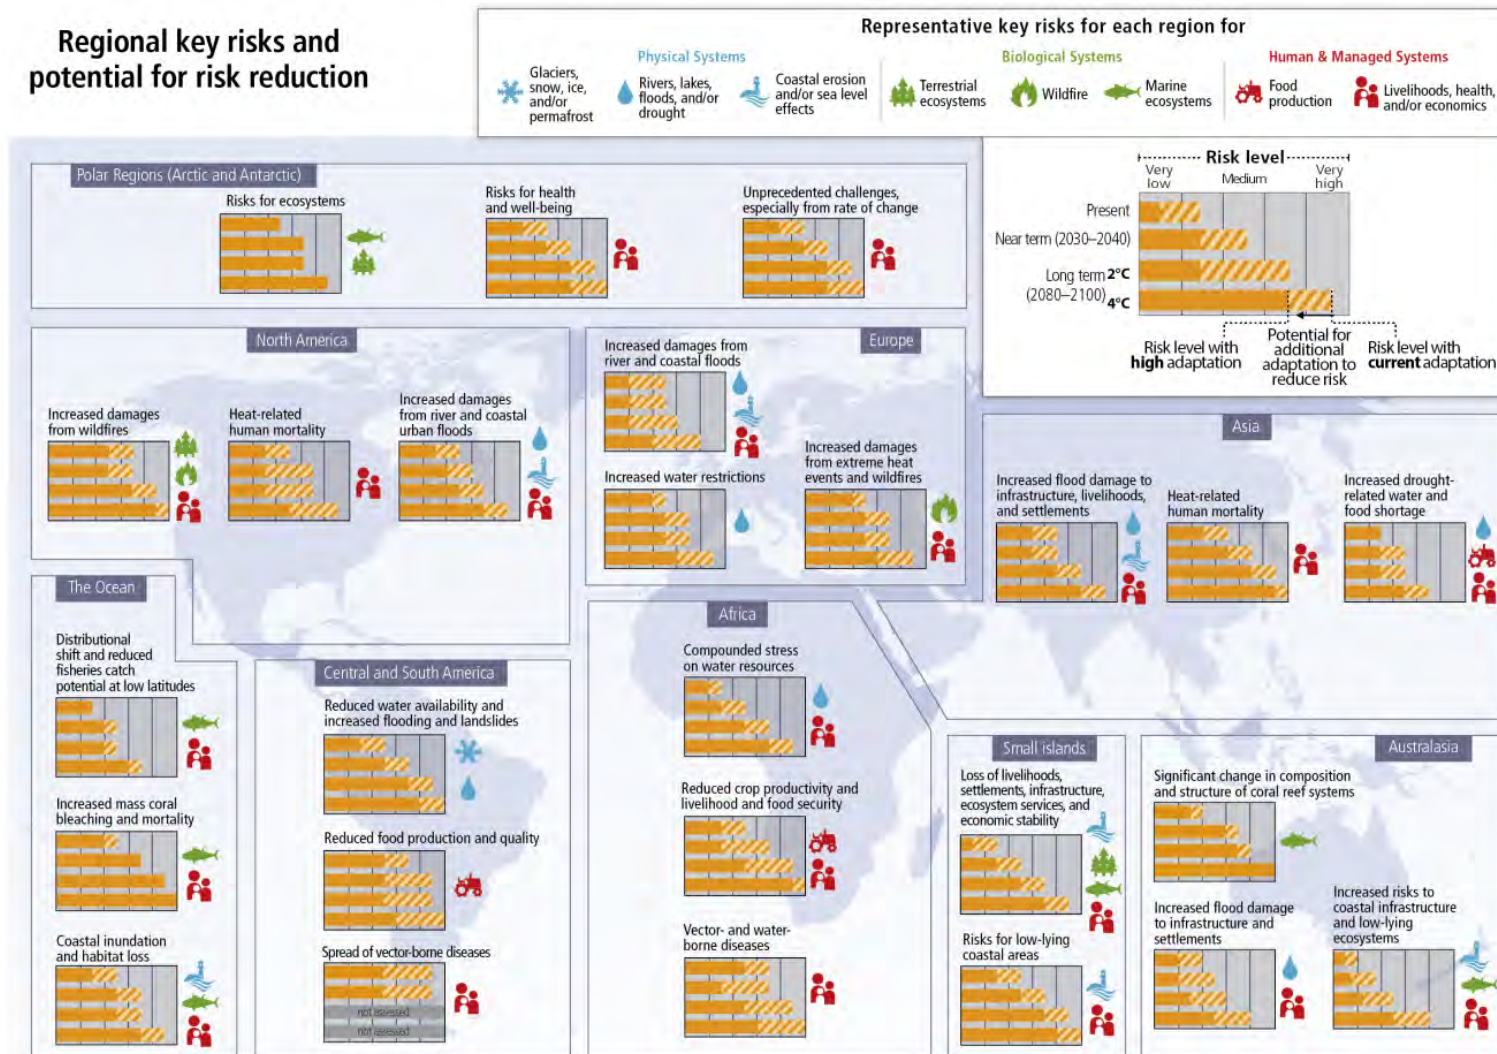 Regional key risks and
potential for risk reduction
Representative key risks for each region for
Physical Systems
Biological Systems
Human & Managed Systems
Glaciers,
snow, ice,
and/or
permafrost
Rivers, lakes,
floods, and/or
drought
Coastal erosion
and/or sea level
effects
Terrestrial
ecosystems
Wildfire
Marine
ecosystems
Food
production
Livelihoods, health,
and/or economics
Risk level
Very
low
Medium
Very
high
Present
Near term (2030–2040)
Long term 2°C
(2080–2100) 4°C
Risk level with
high adaptation
Potential for
additional
adaptation to
reduce risk
Risk level with
current adaptation
Polar Regions (Arctic and Antarctic)
Risks for ecosystems
Risks for health
and well-being
Unprecedented challenges,
especially from rate of change
North America
Increased damages
from wildfires
Heat-related
human mortality
Increased damages
from river and coastal
urban floods
Europe
Increased damages from
river and coastal floods
Increased water restrictions
Increased damages
from extreme heat
events and wildfires
Asia
Increased flood damage to
infrastructure, livelihoods,
and settlements
Heat-related
human mortality
Increased drought-
related water and
food shortage
The Ocean
Distributional
shift and reduced
fisheries catch
potential at low latitudes
Increased mass coral
bleaching and mortality
Coastal inundation
and habitat loss
Central and South America
Reduced water availability and
increased flooding and landslides
Reduced food production and quality
Spread of vector-borne diseases
not assessed
not assessed
Africa
Compounded stress
on water resources
Reduced crop productivity and
livelihood and food security
Vector- and water-
borne diseases
Small islands
Loss of livelihoods,
settlements, infrastructure,
ecosystem services, and
economic stability
Risks for low-lying
coastal areas
Australasia
Significant change in composition
and structure of coral reef systems
Increased flood damage
to infrastructure and
settlements
Increased risks to
coastal infrastructure
and low-lying
ecosystems